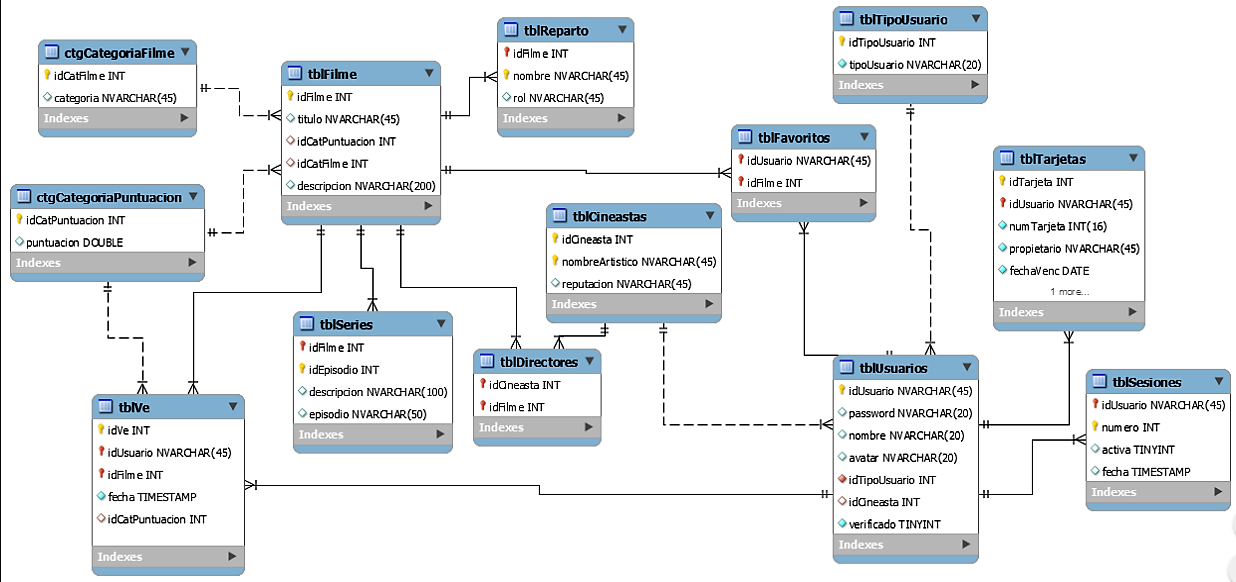 ctgCategoriaFilme
idCatFilme INT
categoria NVARCHAR(45)
Indexes
tblFilme
idFilme INT
titulo NVARCHAR(45)
idCatPuntuacion INT
idCatFilme INT
descripcion NVARCHAR(200)
Indexes
tblReparto
idFilme INT
nombre NVARCHAR(45)
rol NVARCHAR(45)
Indexes
tblTipoUsuario
idTipoUsuario INT
tipoUsuario NVARCHAR(20)
Indexes
tblFavoritos
idUsuario NVARCHAR(45)
idFilme INT
Indexes
tblTarjetas
idTarjeta INT
idUsuario NVARCHAR(45)
numTarjeta INT(16)
propietario NVARCHAR(45)
fechaVenc DATE
1 more...
Indexes
ctgCategoriaPuntuacion
idCatPuntuacion INT
puntuacion DOUBLE
Indexes
tblCineastas
idCineasta INT
nombreArtistico NVARCHAR(45)
reputacion NVARCHAR(45)
Indexes
tblSeries
idFilme INT
idEpisodio INT
descripcion NVARCHAR(100)
episodio NVARCHAR(50)
Indexes
tblDirectores
idCineasta INT
idFilme INT
Indexes
tblUsuarios
idUsuario NVARCHAR(45)
password NVARCHAR(20)
nombre NVARCHAR(20)
avatar NVARCHAR(20)
idTipoUsuario INT
idCineasta INT
verificado TINYINT
Indexes
tblSesiones
idUsuario NVARCHAR(45)
numero INT
activa TINYINT
fecha TIMESTAMP
Indexes
tblVe
idVe INT
idUsuario NVARCHAR(45)
idFilme INT
fecha TIMESTAMP
idCatPuntuacion INT
Indexes